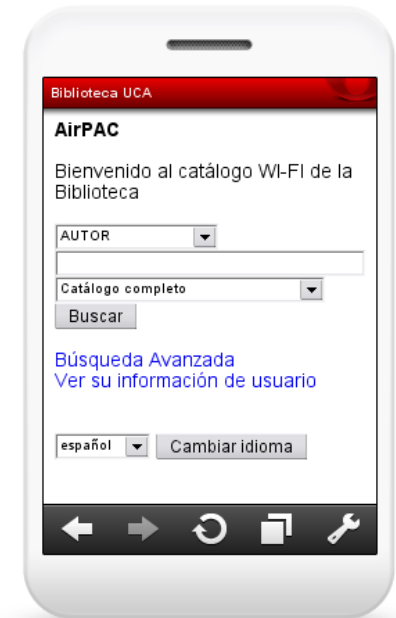 Biblioteca UCA
AirPAC
Bienvenido al catálogo WI-FI de la
Biblioteca
AUTOR
Catálogo completo
Buscar
Búsqueda Avanzada
Ver su información de usuario
español
Cambiar idioma